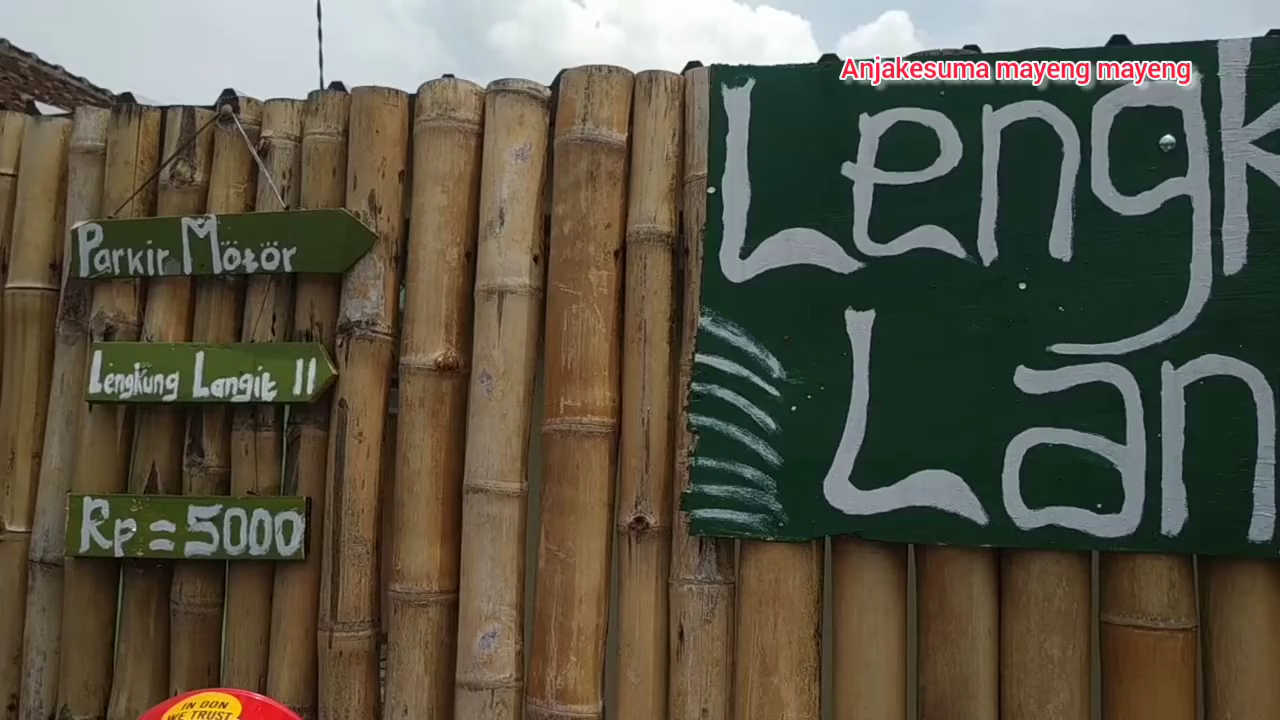 Anjakesuma mayeng mayeng
Parkir Mötör
Lengkung Langit II
Rp = 5000
Lengk
Lan
IN DON
WE TRUST